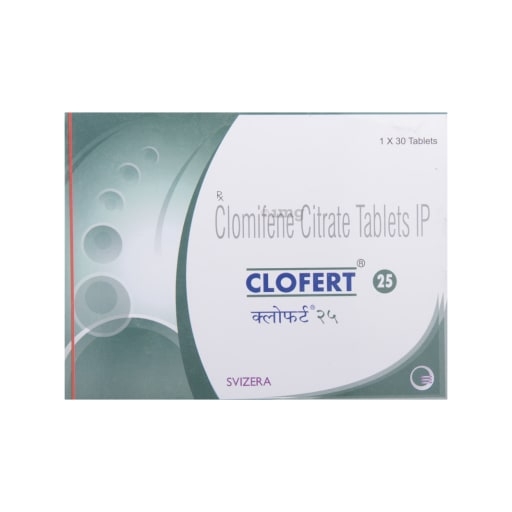 1 X 30 Tablets
℞
Clomifene Citrate Tablets IP
CLOFERT® 25
क्लोफर्ट® २५
SVIZERA